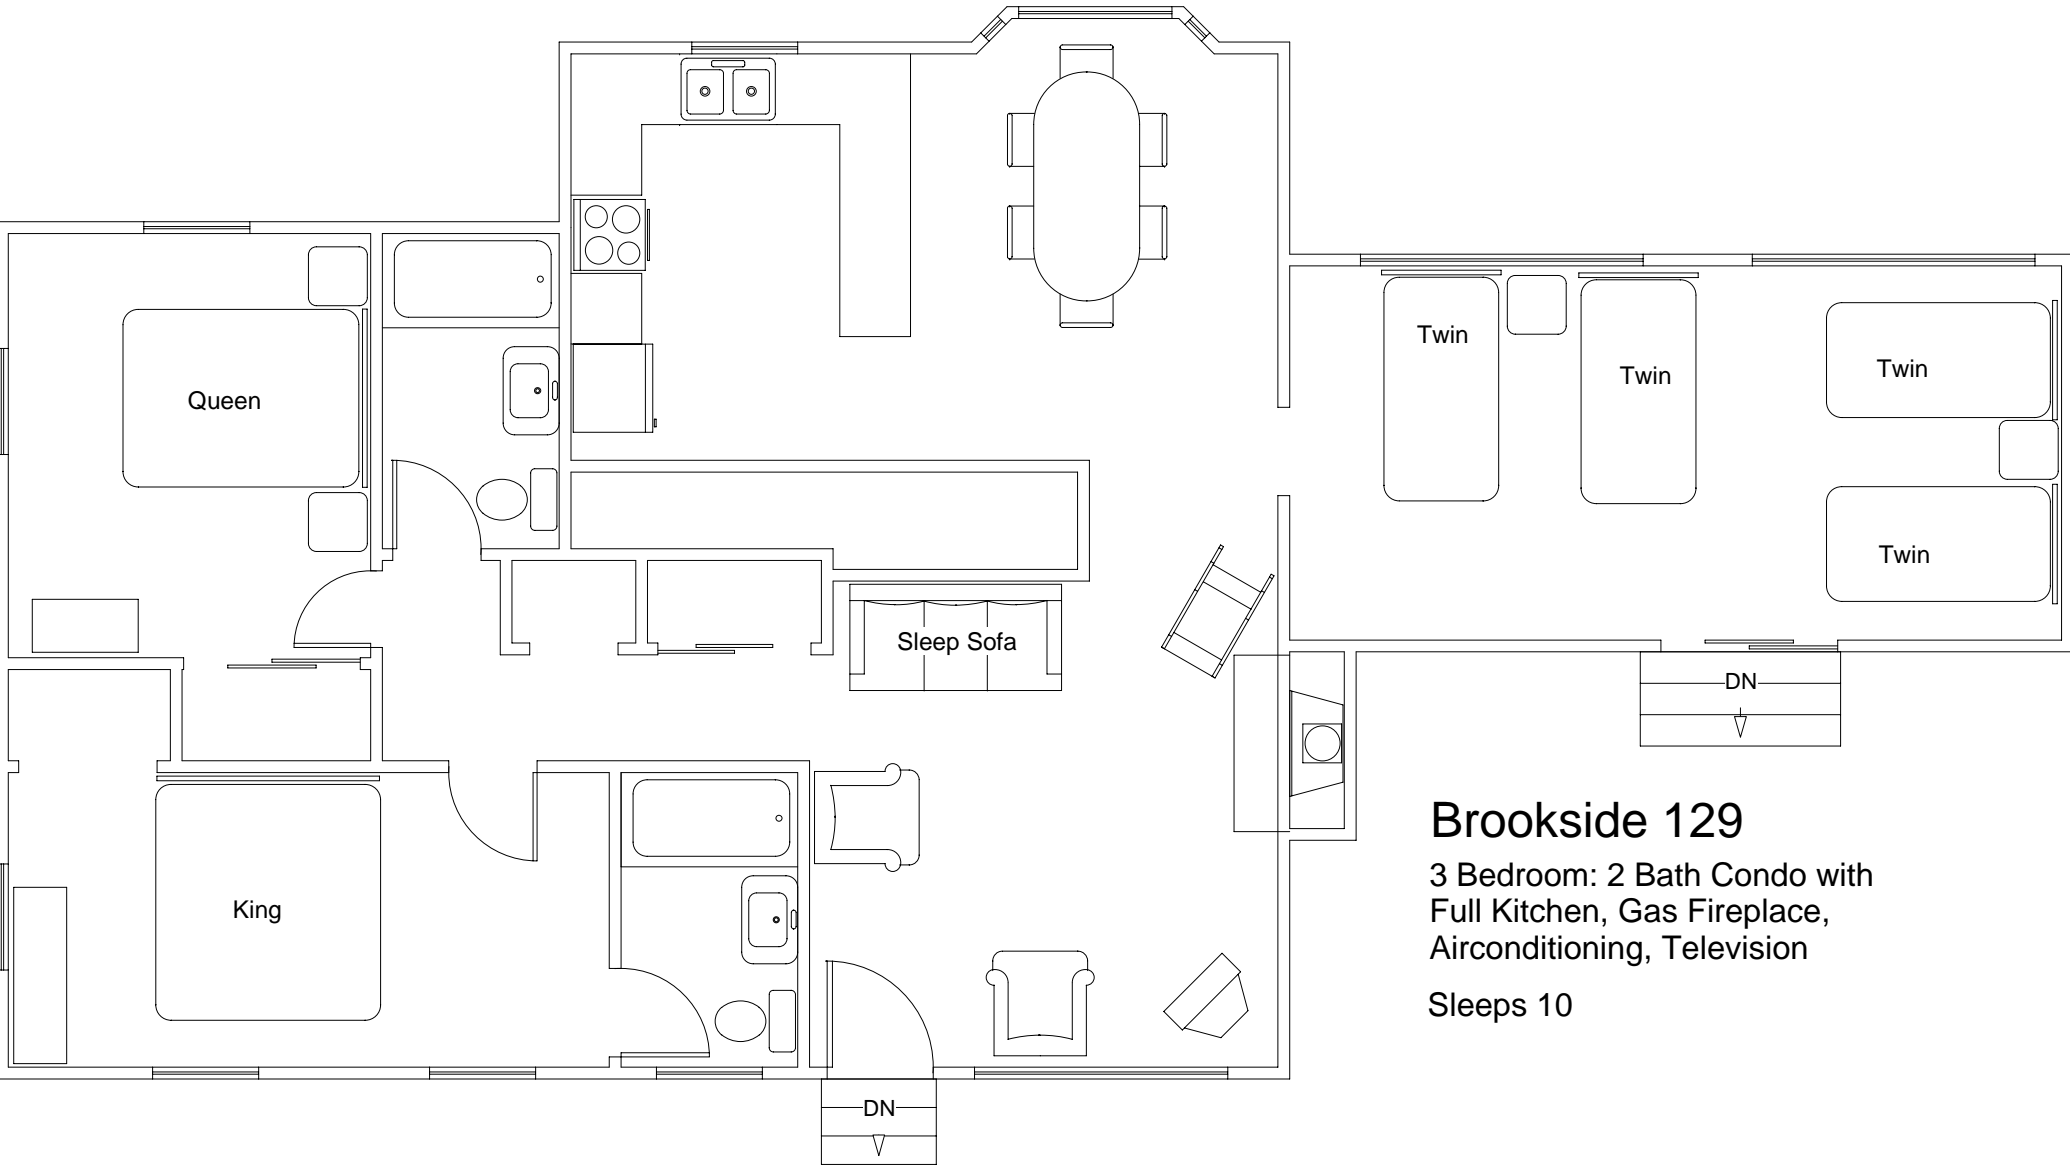 Twin
Twin
Twin
Queen
Twin
Sleep Sofa
DN
Brookside 129
3 Bedroom: 2 Bath Condo with
Full Kitchen, Gas Fireplace,
Airconditioning, Television
Sleeps 10
King
DN